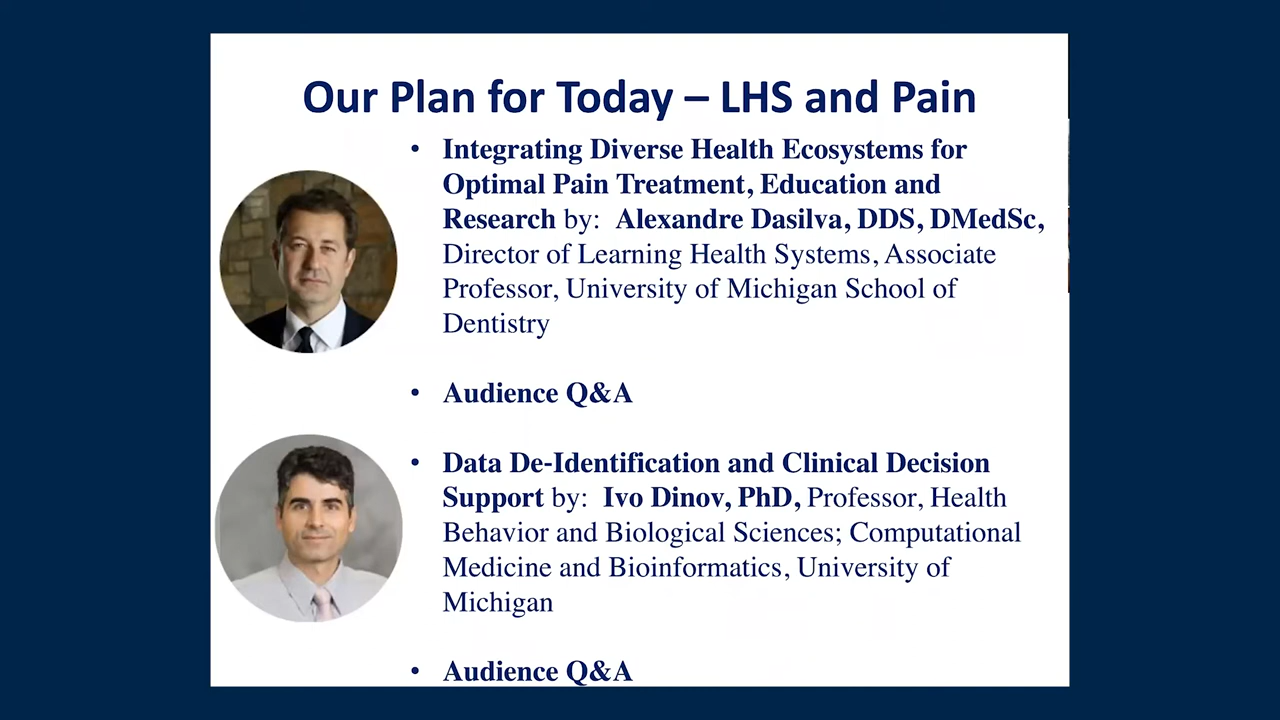 Our Plan for Today – LHS and Pain
• Integrating Diverse Health Ecosystems for
Optimal Pain Treatment, Education and
Research by: Alexandre Dasilva, DDS, DMedSc,
Director of Learning Health Systems, Associate
Professor, University of Michigan School of
Dentistry
• Audience Q&A
• Data De-Identification and Clinical Decision
Support by: Ivo Dinov, PhD, Professor, Health
Behavior and Biological Sciences; Computational
Medicine and Bioinformatics, University of
Michigan
• Audience Q&A